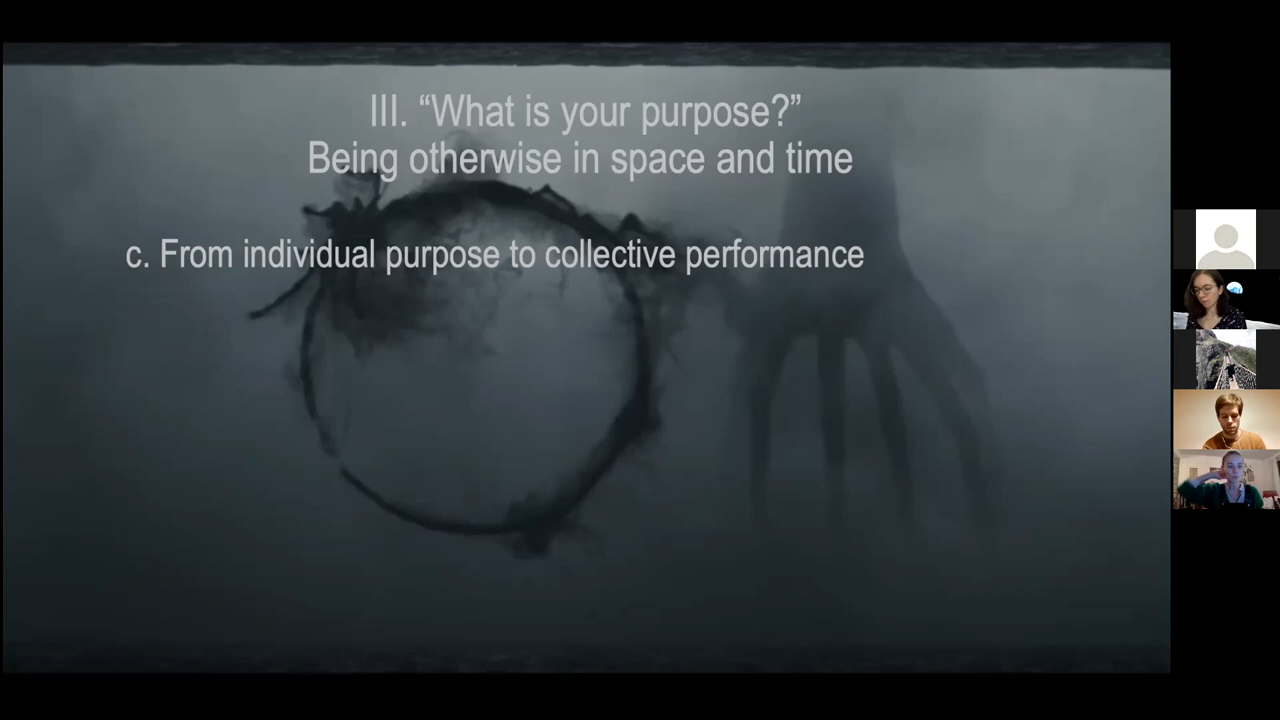 III. “What is your purpose?”
Being otherwise in space and time
c. From individual purpose to collective performance